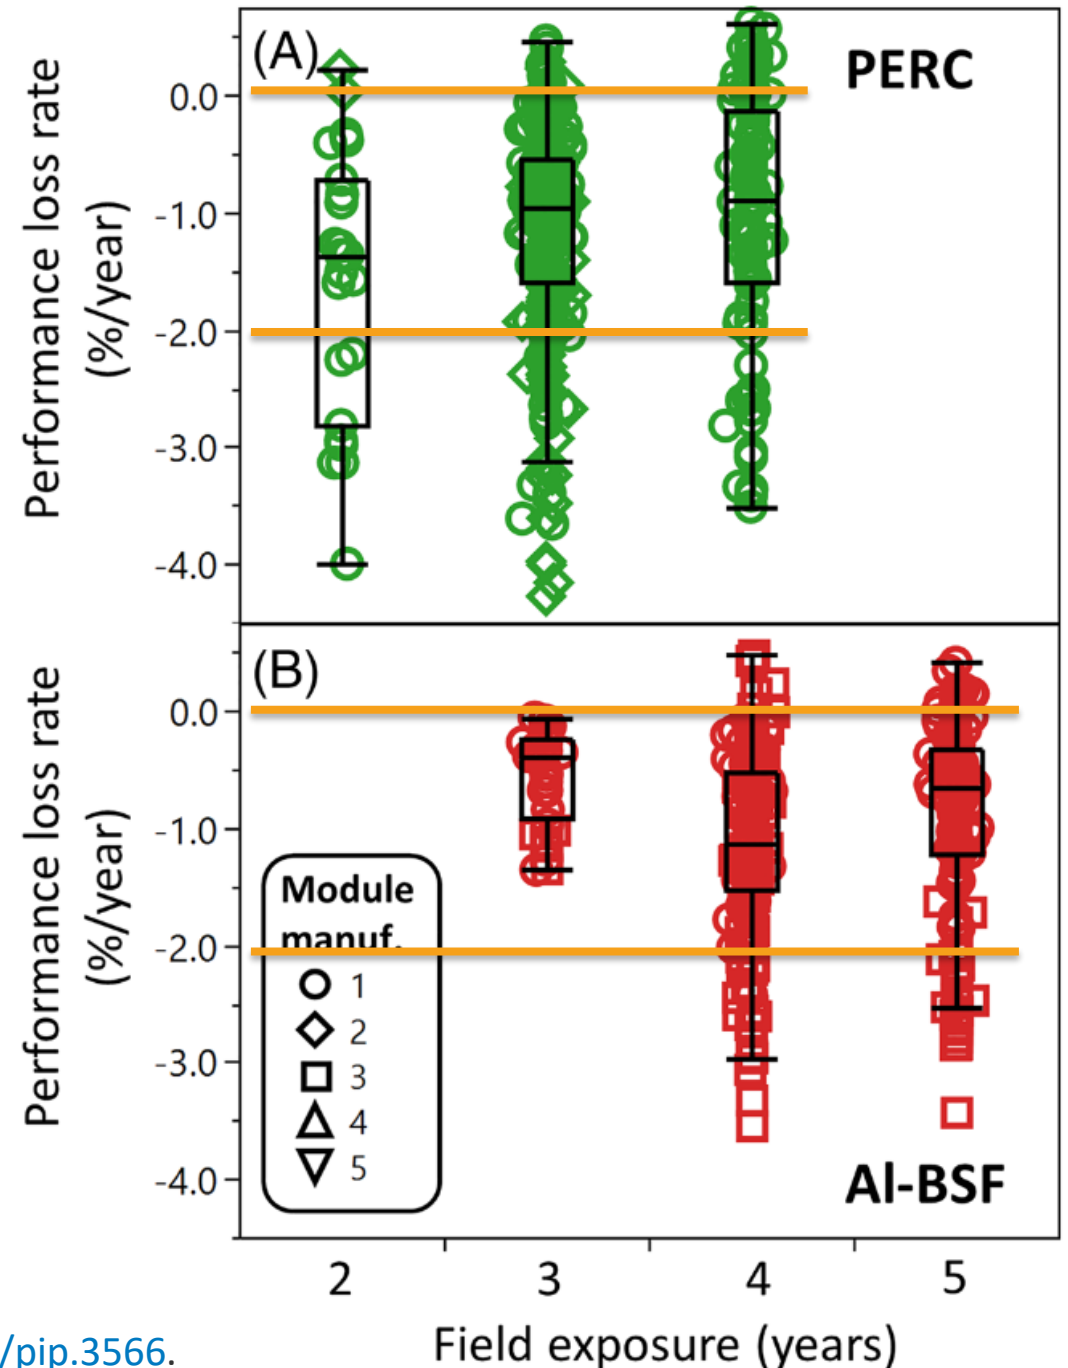 (A)
PERC
Performance loss rate
(%/year)
0.0
-1.0
-2.0
-3.0
-4.0
(B)
Performance loss rate
(%/year)
0.0
-1.0
-2.0
-3.0
-4.0
Module
manuf.
1
2
3
4
5
Al-BSF
2 3 4 5
Field exposure (years)
/pip.3566.